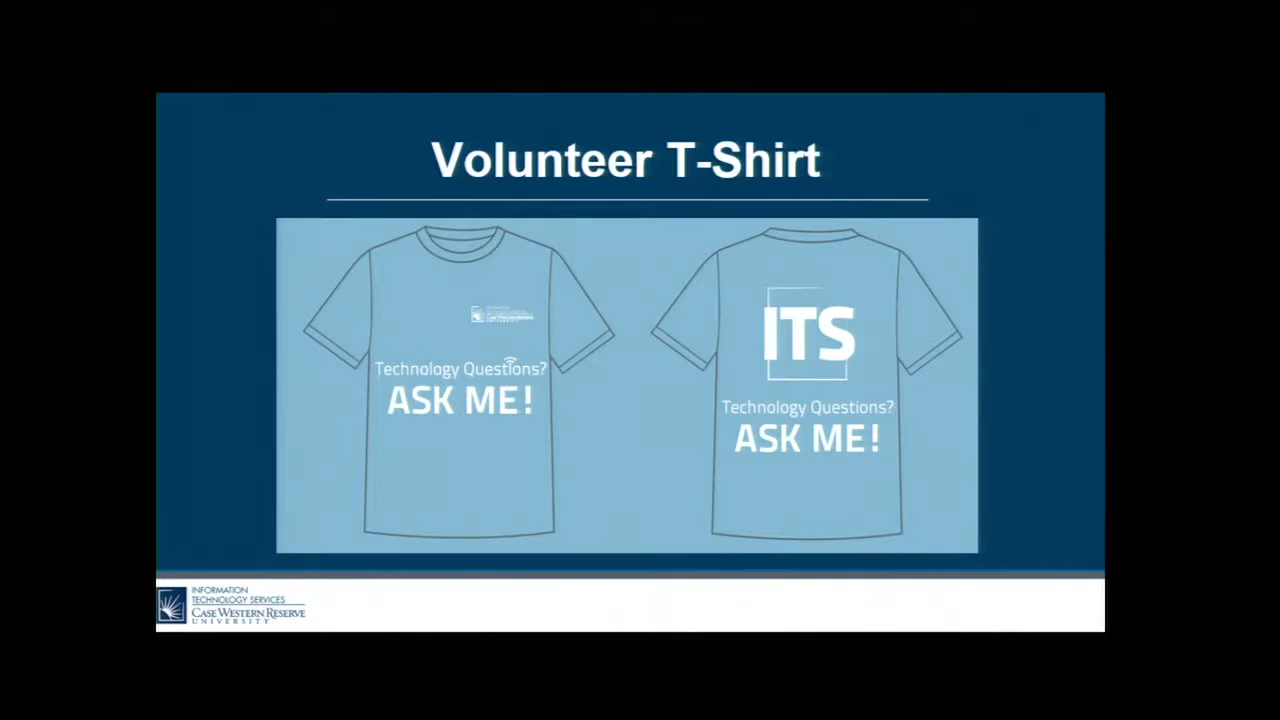 Volunteer T-Shirt
Technology Questions?
ASK ME!
ITS
Technology Questions?
ASK ME!
INFORMATION
TECHNOLOGY SERVICES
CASE WESTERN RESERVE
UNIVERSITY